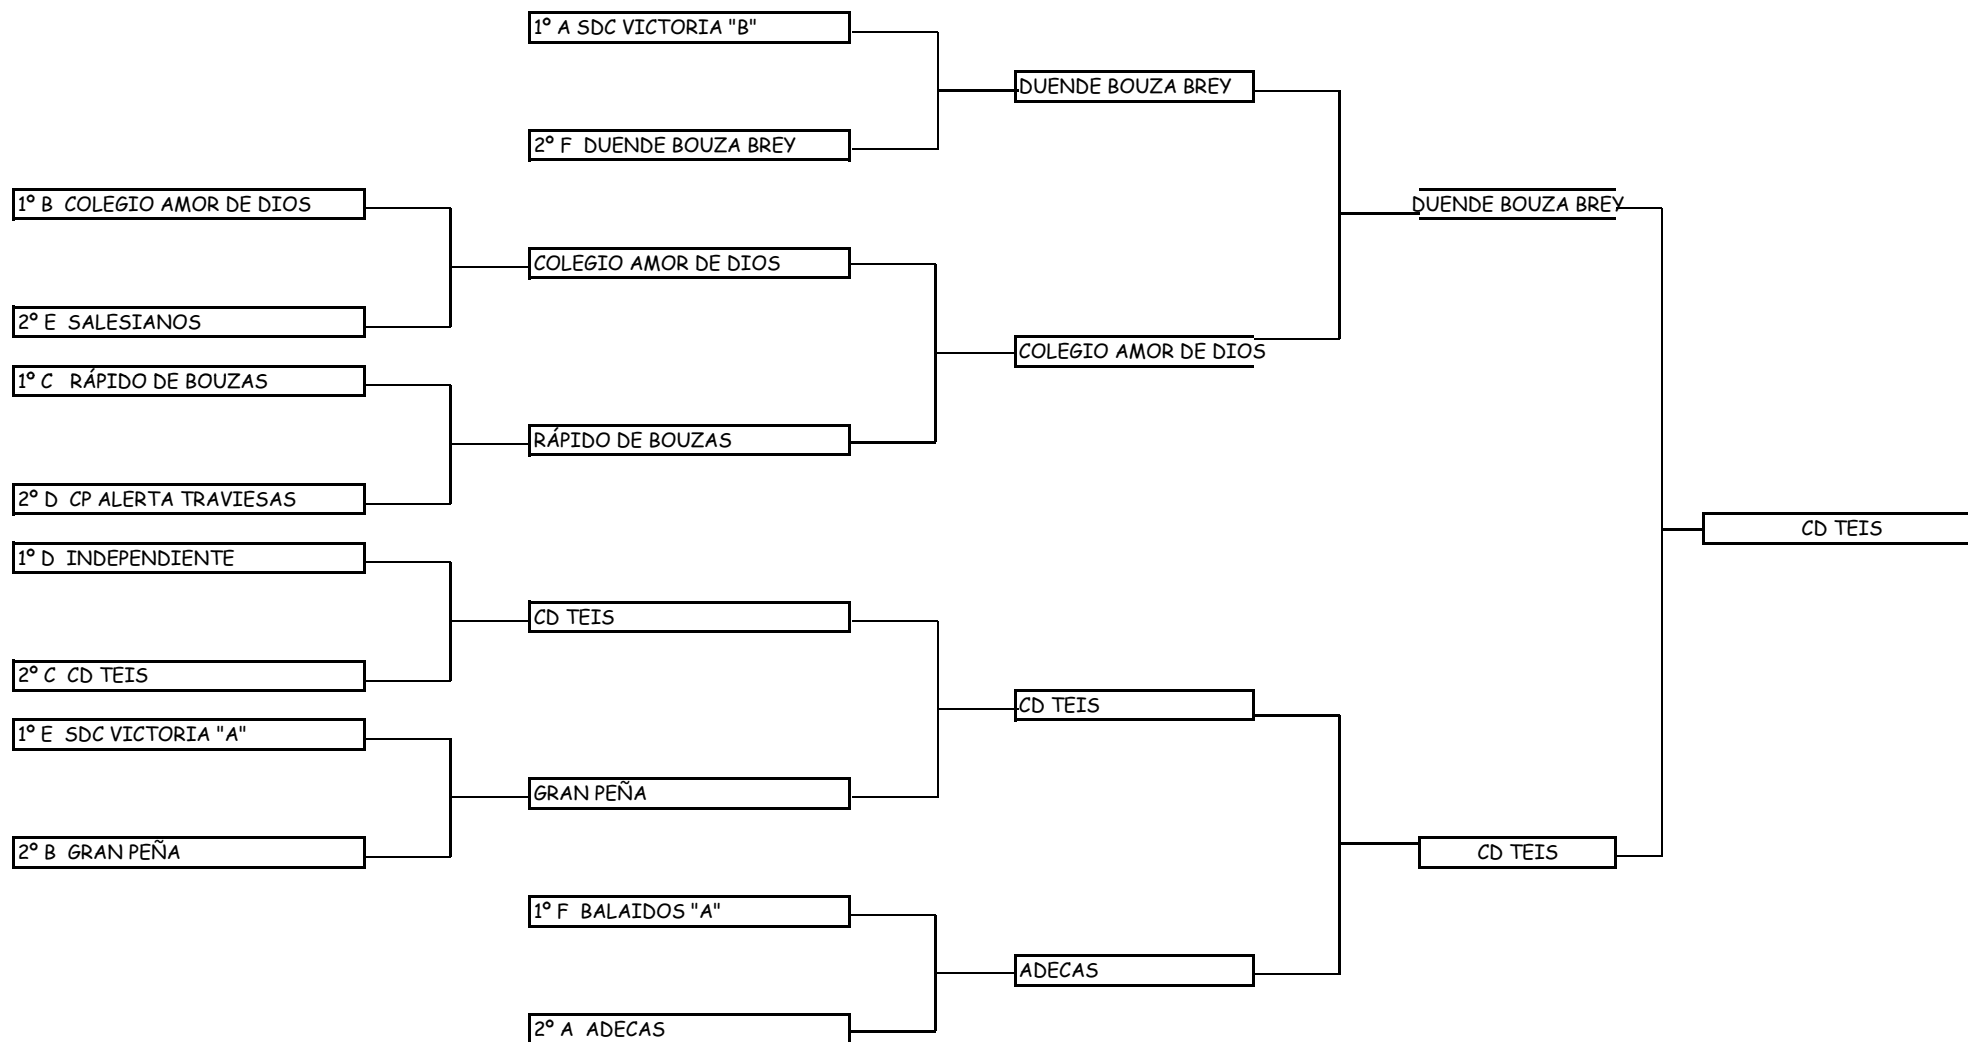 1º A SDC VICTORIA "B"
DUENDE BOUZA BREY
2º F  DUENDE BOUZA BREY
1º B  COLEGIO AMOR DE DIOS
DUENDE BOUZA BREY
COLEGIO AMOR DE DIOS
2º E  SALESIANOS
COLEGIO AMOR DE DIOS
1º C   RÁPIDO DE BOUZAS
RÁPIDO DE BOUZAS
2º D  CP ALERTA TRAVIESAS
CD TEIS
1º D  INDEPENDIENTE
CD TEIS
2º C  CD TEIS
CD TEIS
1º E  SDC VICTORIA "A"
GRAN PEÑA
2º B  GRAN PEÑA
CD TEIS
1º F  BALAIDOS "A"
ADECAS
2º A  ADECAS